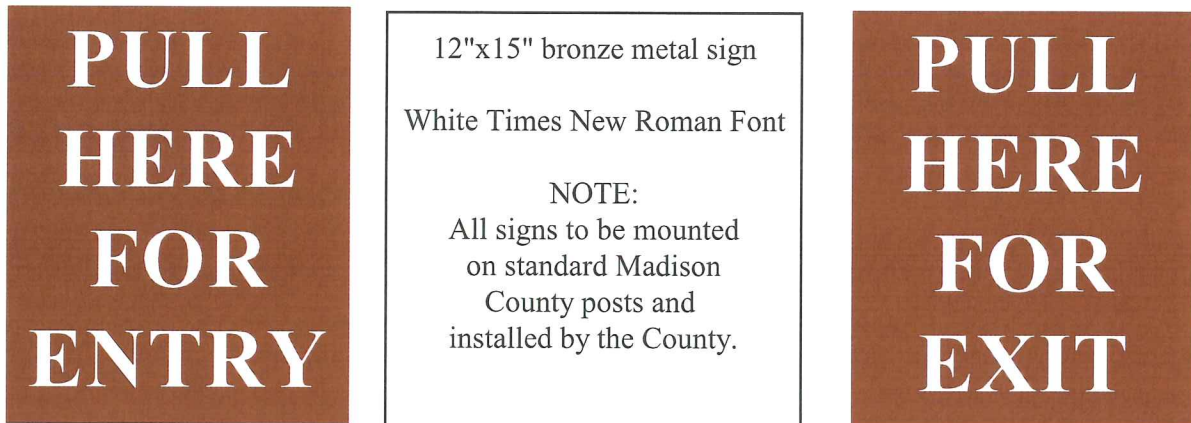 PULL
HERE
FOR
ENTRY
12"x15" bronze metal sign
White Times New Roman Font
NOTE:
All signs to be mounted
on standard Madison
County posts and
installed by the County.
PULL
HERE
FOR
EXIT